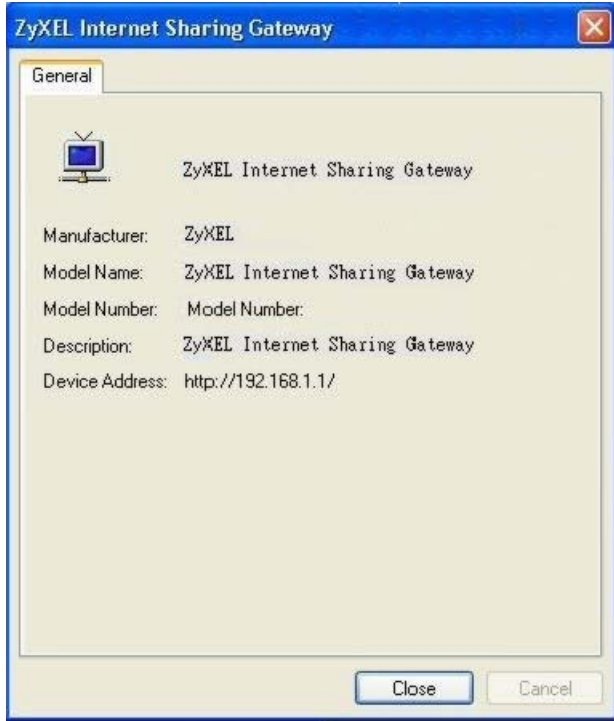 ZyXEL Internet Sharing Gateway
General
ZyXEL Internet Sharing Gateway
Manufacturer: ZyXEL
Model Name: ZyXEL Internet Sharing Gateway
Model Number: Model Number:
Description: ZyXEL Internet Sharing Gateway
Device Address: http://192.168.1.1/
Close Cancel